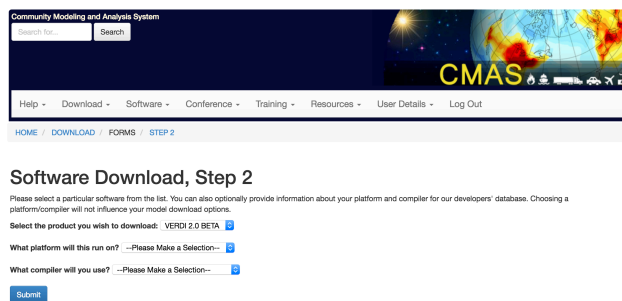 Community Modeling and Analysis System
Search for...
Search
CMAS
Help
Download
Software
Conference
Training
Resources
User Details
Log Out
HOME / DOWNLOAD / FORMS / STEP 2
Software Download, Step 2
Please select a particular software from the list. You can also optionally provide information about your platform and compiler for our developers' database. Choosing a
platform/compiler will not influence your model download options.
Select the product you wish to download: VERDI 2.0 BETA
What platform will this run on? --Please Make a Selection--
What compiler will you use? --Please Make a Selection--
Submit